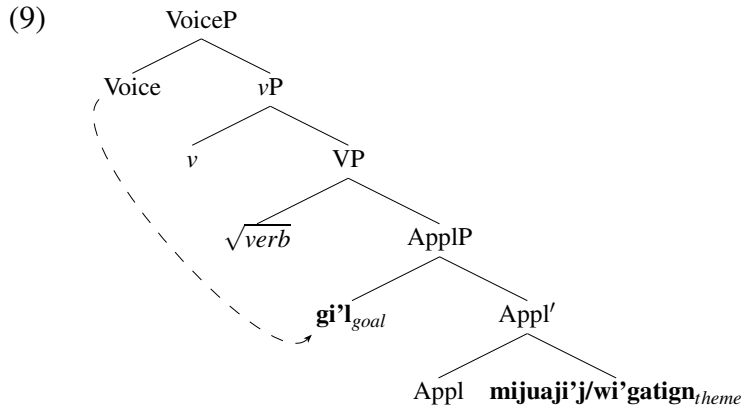 (9)
VoiceP
Voice vP
v VP
√verb ApplP
gi'l goal Appl′
Appl mijuaji'j/wi'gatign theme